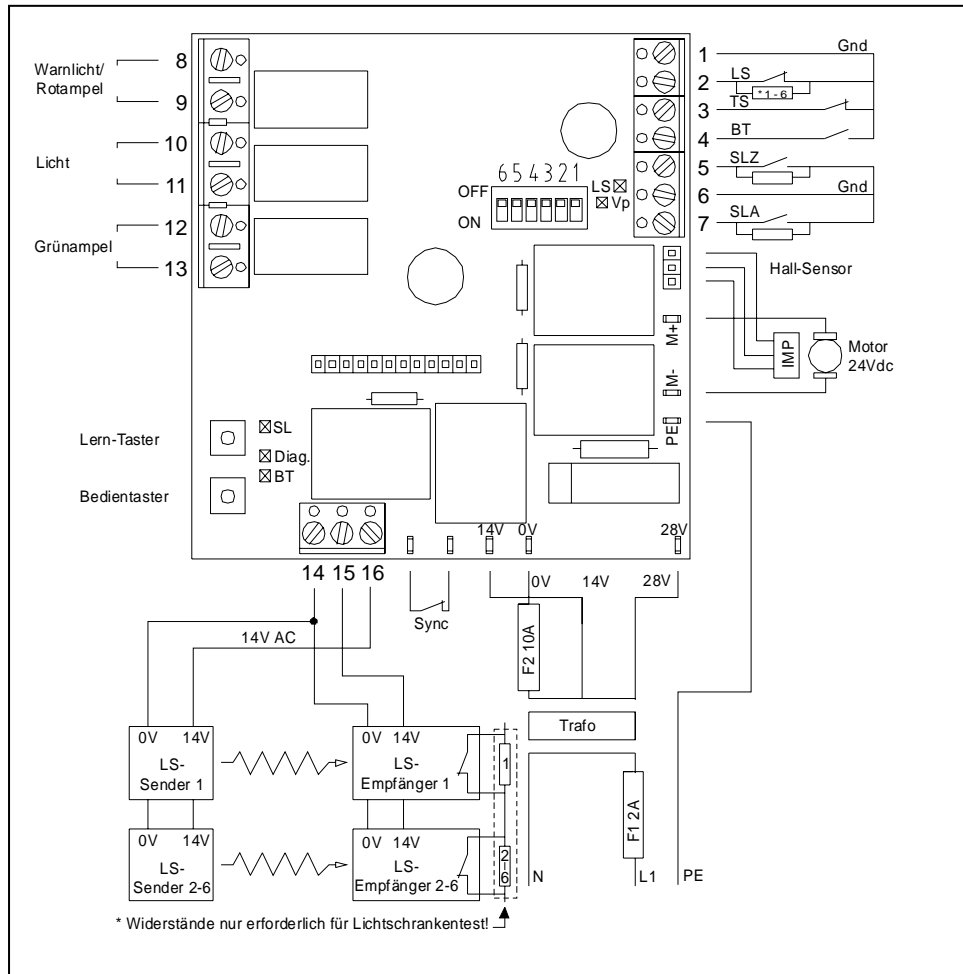 8
Warnlicht/
Rotampel
9
10
Licht
11
12
Grünampel
13
1
Gnd
2
LS
*1-6
3
TS
4
BT
5
SLZ
6
Gnd
7
SLA
6 5 4 3 2 1
OFF
ON
LS
Vp
Hall-Sensor
M+
IMP
Motor
24Vdc
M-
PE
Lern-Taster
SL
Diag.
BT
Bedientaster
14V 0V 28V
14 15 16
0V 14V 28V
Sync
14V AC
F2 10A
Trafo
0V 14V
LS-
Sender 1
0V 14V
LS-
Empfänger 1
1
F1 2A
0V 14V
LS-
Sender 2-6
0V 14V
LS-
Empfänger 2-6
2-6
N
L1
PE
* Widerstände nur erforderlich für Lichtschrankentest!